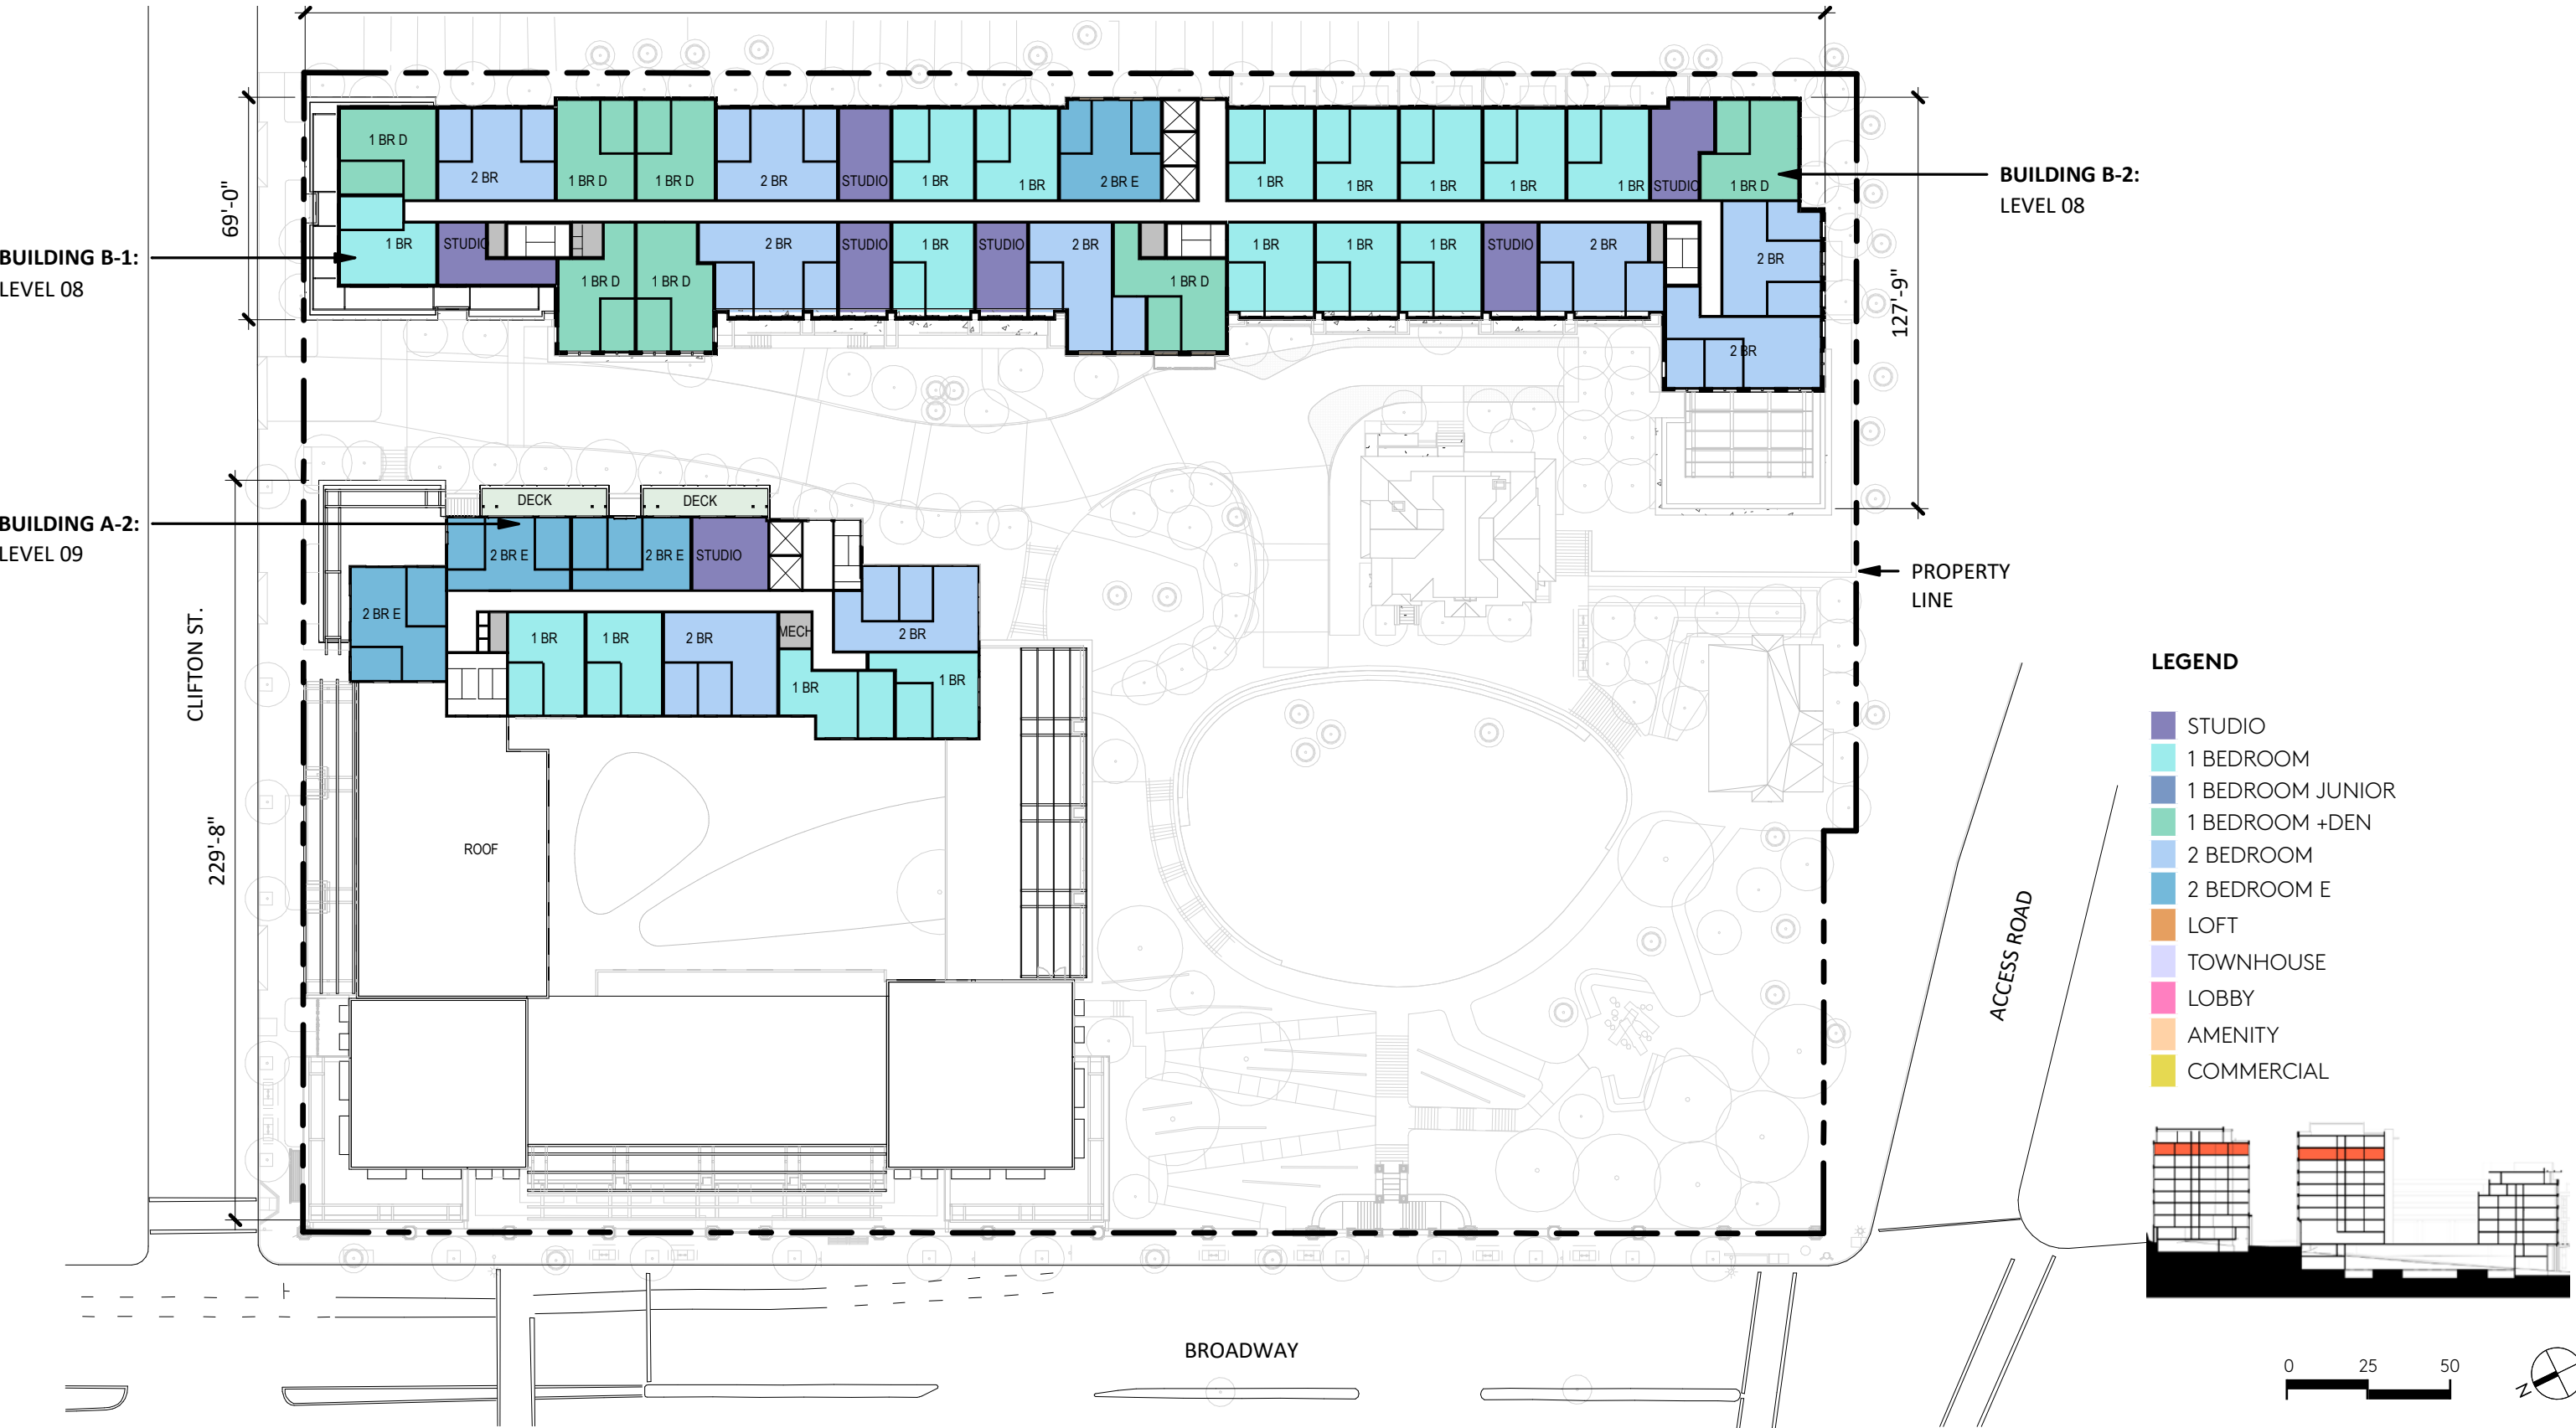 1 BR D
2 BR
1 BR D
1 BR D
2 BR
STUDIO
1 BR
1 BR
2 BR E
1 BR
1 BR
1 BR
1 BR
1 BR
STUDIO
1 BR D
69'-0"
BUILDING B-2:
LEVEL 08
BUILDING B-1:
LEVEL 08
1 BR
STUDIO
1 BR D
1 BR D
2 BR
STUDIO
1 BR
STUDIO
2 BR
1 BR D
1 BR
1 BR
1 BR
STUDIO
2 BR
2 BR
2 BR
127'-9"
DECK
DECK
BUILDING A-2:
LEVEL 09
2 BR E
2 BR E
STUDIO
2 BR E
1 BR
1 BR
2 BR
MECH
2 BR
1 BR
1 BR
PROPERTY
LINE
CLIFTON ST.
229'-8"
ROOF
ACCESS ROAD
BROADWAY
LEGEND
STUDIO
1 BEDROOM
1 BEDROOM JUNIOR
1 BEDROOM +DEN
2 BEDROOM
2 BEDROOM E
LOFT
TOWNHOUSE
LOBBY
AMENITY
COMMERCIAL
0 25 50
N